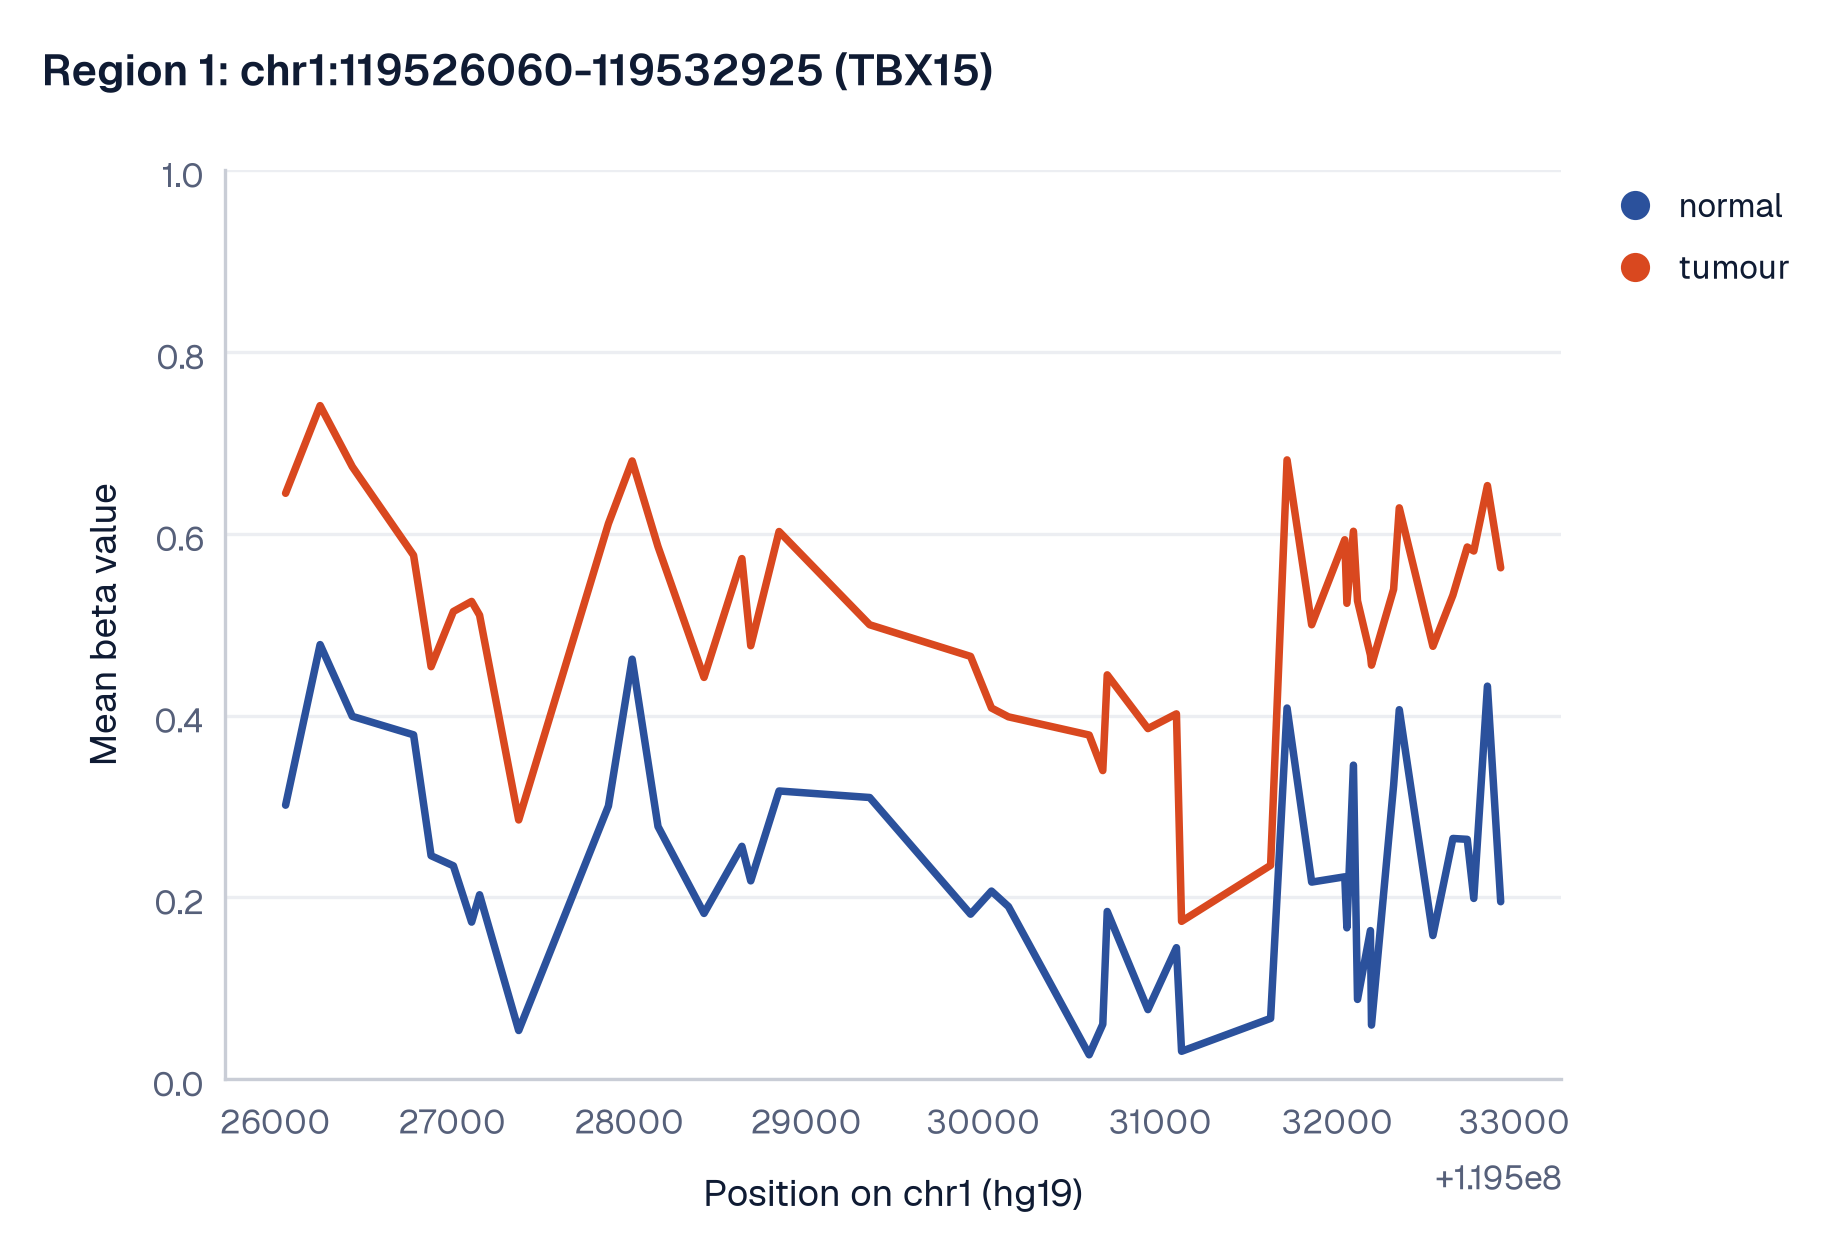 Region 1: chr1:119526060-119532925 (TBX15)
1.0
0.8
0.6
0.4
0.2
0.0
Mean beta value
normal
tumour
26000 27000 28000 29000 30000 31000 32000 33000
+1.195e8
Position on chr1 (hg19)